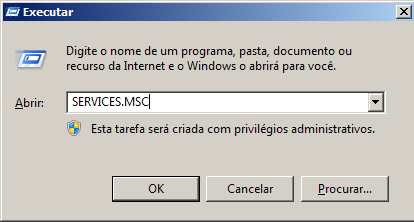 Executar
Digite o nome de um programa, pasta, documento ou
recurso da Internet e o Windows o abrirá para você.
Abrir: SERVICES.MSC
Esta tarefa será criada com privilégios administrativos.
OK Cancelar Procurar...